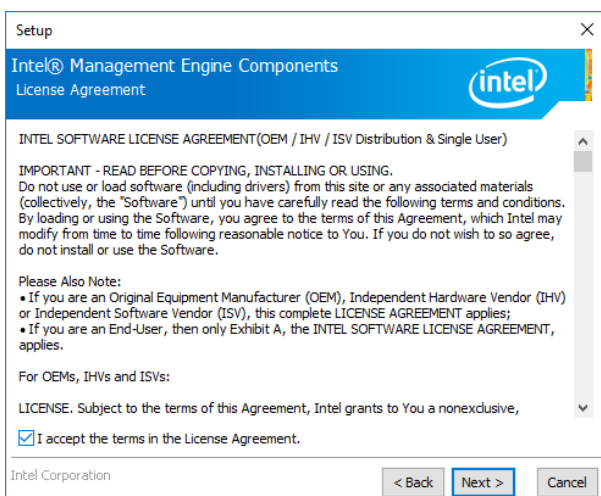 Setup
Intel® Management Engine Components
License Agreement
intel
INTEL SOFTWARE LICENSE AGREEMENT(OEM / IHV / ISV Distribution & Single User)
IMPORTANT - READ BEFORE COPYING, INSTALLING OR USING.
Do not use or load software (including drivers) from this site or any associated materials
(collectively, the "Software") until you have carefully read the following terms and conditions.
By loading or using the Software, you agree to the terms of this Agreement, which Intel may
modify from time to time following reasonable notice to You. If you do not wish to so agree,
do not install or use the Software.
Please Also Note:
• If you are an Original Equipment Manufacturer (OEM), Independent Hardware Vendor (IHV)
or Independent Software Vendor (ISV), this complete LICENSE AGREEMENT applies;
• If you are an End-User, then only Exhibit A, the INTEL SOFTWARE LICENSE AGREEMENT,
applies.
For OEMs, IHVs and ISVs:
LICENSE. Subject to the terms of this Agreement, Intel grants to You a nonexclusive,
I accept the terms in the License Agreement.
Intel Corporation
< Back Next > Cancel